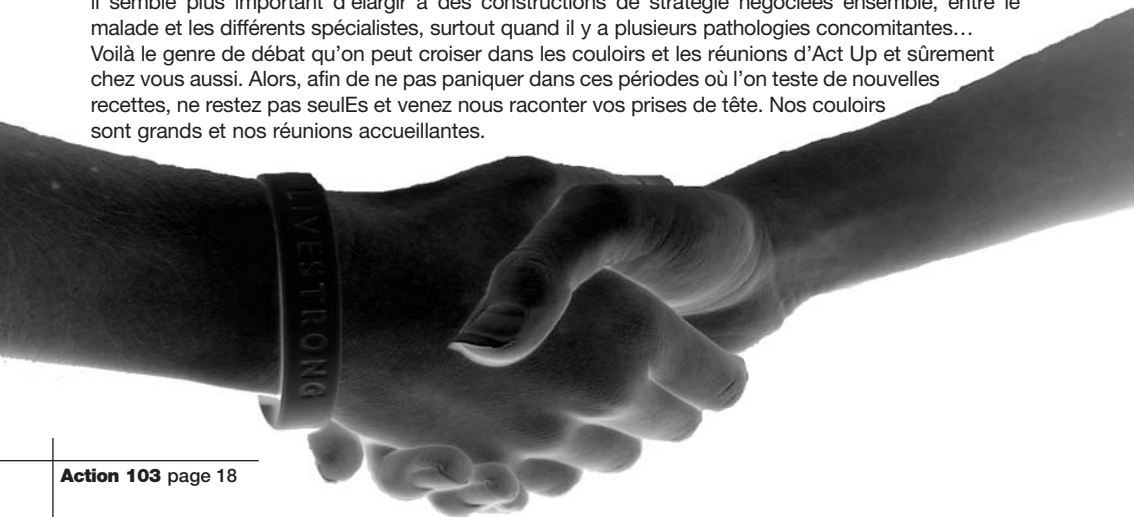 il semble plus important d’élargir à des constructions de stratégie négociées ensemble, entre le
malade et les différents spécialistes, surtout quand il y a plusieurs pathologies concomitantes…
Voilà le genre de débat qu’on peut croiser dans les couloirs et les réunions d’Act Up et sûrement
chez vous aussi. Alors, afin de ne pas paniquer dans ces périodes où l’on teste de nouvelles
recettes, ne restez pas seulEs et venez nous raconter vos prises de tête. Nos couloirs
sont grands et nos réunions accueillantes.
LIVESTRONG
Action 103 page 18